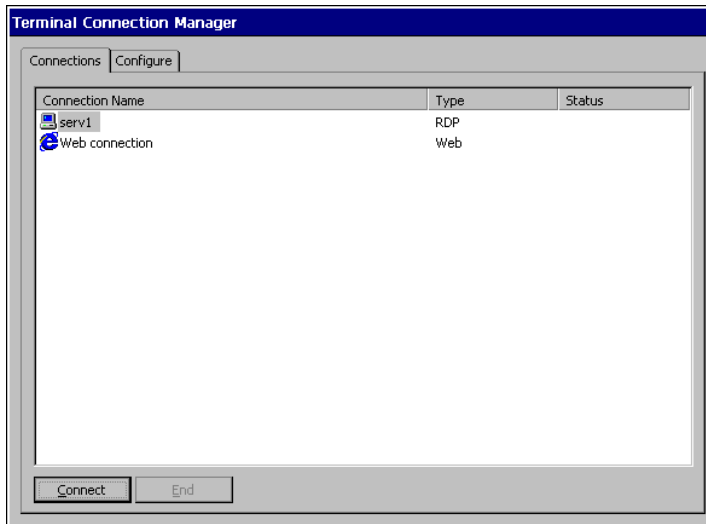 Terminal Connection Manager
Connections Configure
Connection Name Type Status
serv1 RDP
Web connection Web
Connect End